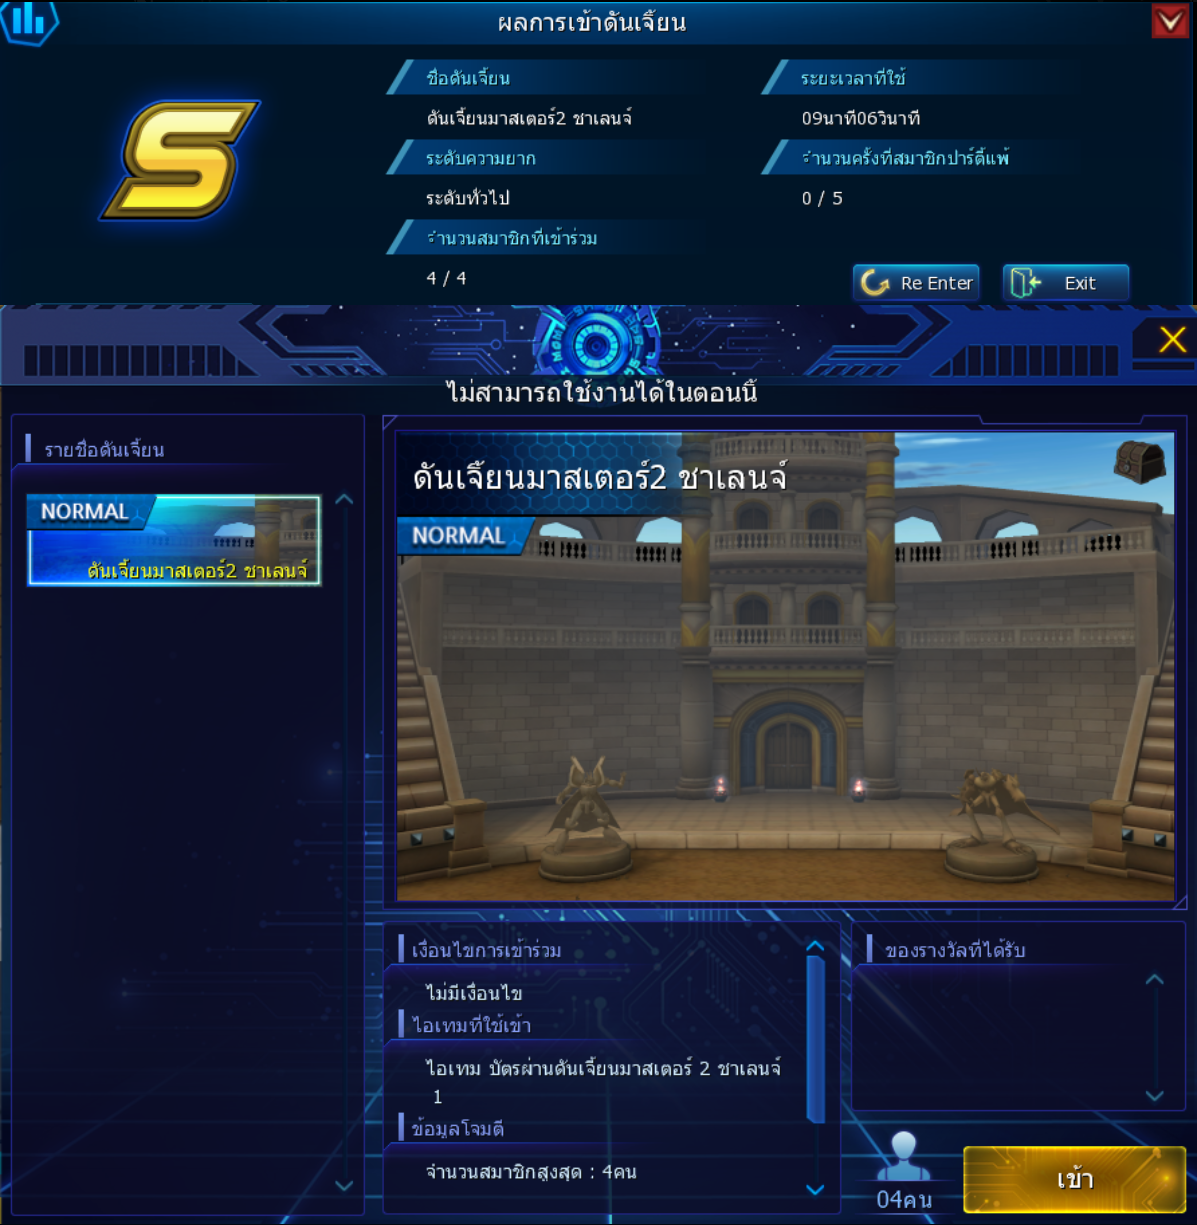 ผลการเข้าดันเจี้ยน
S
ชื่อดันเจี้ยน
ดันเจี้ยนมาสเตอร์2 ชาเลนจ์
ระดับความยาก
ระดับทั่วไป
จำนวนสมาชิกที่เข้าร่วม
4 / 4
ระยะเวลาที่ใช้
09นาที06วินาที
จำนวนครั้งที่สมาชิกปาร์ตี้แพ้
0 / 5
Re Enter
Exit
ไม่สามารถใช้งานได้ในตอนนี้
รายชื่อดันเจี้ยน
NORMAL
ดันเจี้ยนมาสเตอร์2 ชาเลนจ์
ดันเจี้ยนมาสเตอร์2 ชาเลนจ์
NORMAL
เงื่อนไขการเข้าร่วม
ไม่มีเงื่อนไข
ไอเทมที่ใช้เข้า
ไอเทม บัตรผ่านดันเจี้ยนมาสเตอร์ 2 ชาเลนจ์
1
ข้อมูลโจมตี
จำนวนสมาชิกสูงสุด : 4คน
ของรางวัลที่ได้รับ
04คน
เข้า